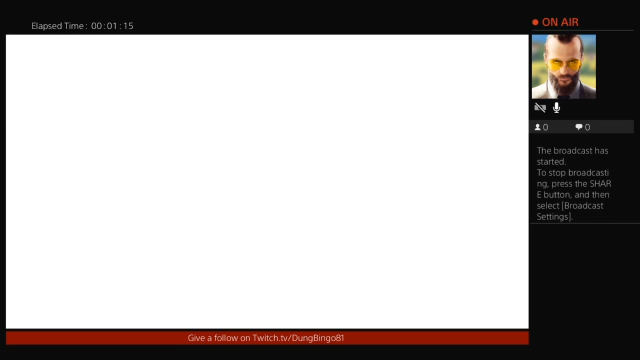 Elapsed Time: 00:01:15
ON AIR
0 0
The broadcast has
started.
To stop broadcasti
ng, press the SHAR
E button, and then
select [Broadcast
Settings].
Give a follow on Twitch.tv/DungBingo81